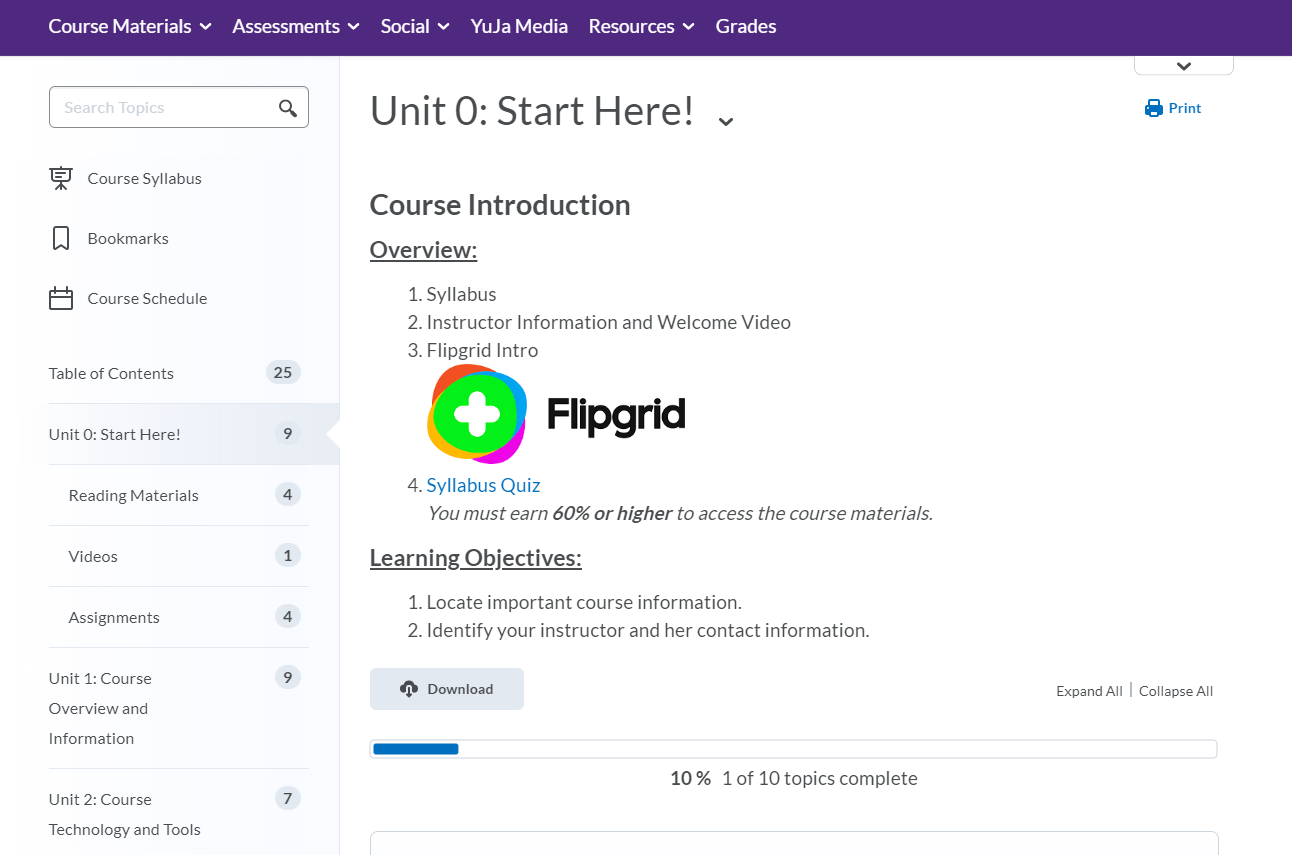 Course Materials Assessments Social YuJa Media Resources Grades
Search Topics
Course Syllabus
Bookmarks
Course Schedule
Table of Contents 25
Unit 0: Start Here! 9
Reading Materials 4
Videos 1
Assignments 4
Unit 1: Course 9
Overview and
Information
Unit 2: Course 7
Technology and Tools
Unit 0: Start Here!
Print
Course Introduction
Overview:
1. Syllabus
2. Instructor Information and Welcome Video
3. Flipgrid Intro
Flipgrid
4. Syllabus Quiz
You must earn 60% or higher to access the course materials.
Learning Objectives:
1. Locate important course information.
2. Identify your instructor and her contact information.
Download
Expand All | Collapse All
10 % 1 of 10 topics complete